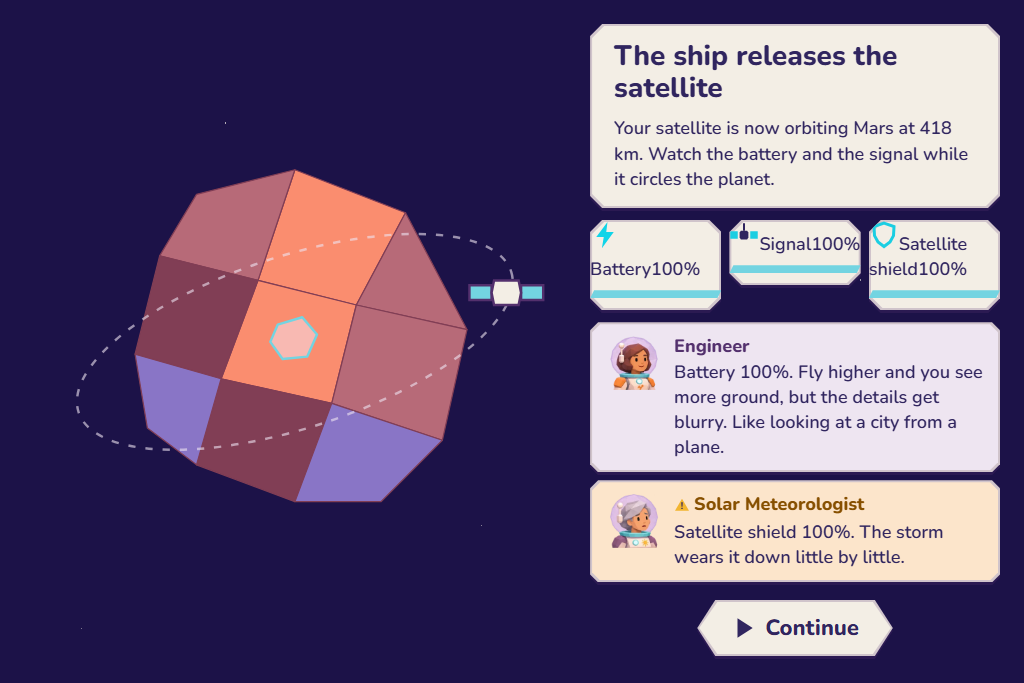 The ship releases the
satellite
Your satellite is now orbiting Mars at 418
km. Watch the battery and the signal while
it circles the planet.
Battery100%
Signal100%
Satellite
shield100%
Engineer
Battery 100%. Fly higher and you see
more ground, but the details get
blurry. Like looking at a city from a
plane.
Solar Meteorologist
Satellite shield 100%. The storm
wears it down little by little.
Continue